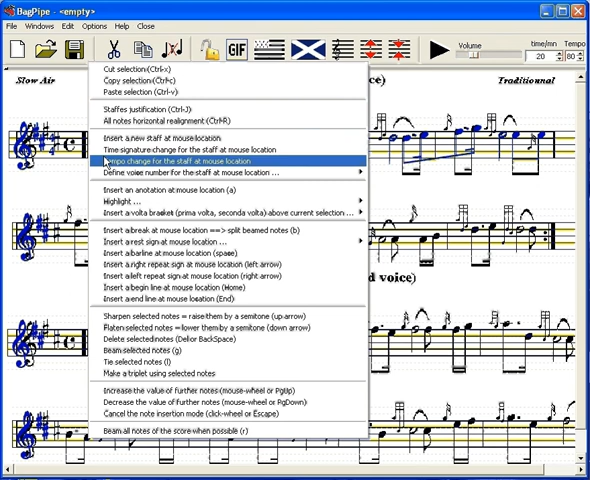 BagPipe - <empty>
File Windows Edit Options Help Close
GIF
Volume
time/mn
Tempo
20
80
Slow Air
Traditionnal
Cut selection (Ctrl-x)
Copy selection (Ctrl-c)
Paste selection (Ctrl-v)
Staffes justification (Ctrl-J)
All notes horizontal realignment (Ctrl-R)
Insert a new staff at mouse location
Time signature change for the staff at mouse location
Tempo change for the staff at mouse location
Define voice number for the staff at mouse location ...
Insert an anotation at mouse location (a)
Highlight ...
Insert a volta bracket (prima volta, seconda volta) above current selection ...
Insert a break at mouse location ==> split beamed notes (b)
Insert a rest sign at mouse location ...
Insert a barline at mouse location (space)
Insert a right repeat sign at mouse location (left arrow)
Insert a left repeat sign at mouse location (right arrow)
Insert a begin line at mouse location (Home)
Insert a end line at mouse location (End)
d voice)
Sharpen selected notes = raise them by a semitone (up-arrow)
Flaten selected notes = lower them by a semitone (down arrow)
Delete selected notes (Del or BackSpace)
Beam selected notes (g)
Tie selected notes (l)
Make a triplet using selected notes
Increase the value of further notes (mouse-wheel or PgUp)
Decrease the value of further notes (mouse-wheel or PgDown)
Cancel the note insertion mode (click-wheel or Escape)
Beam all notes of the score when possible (r)